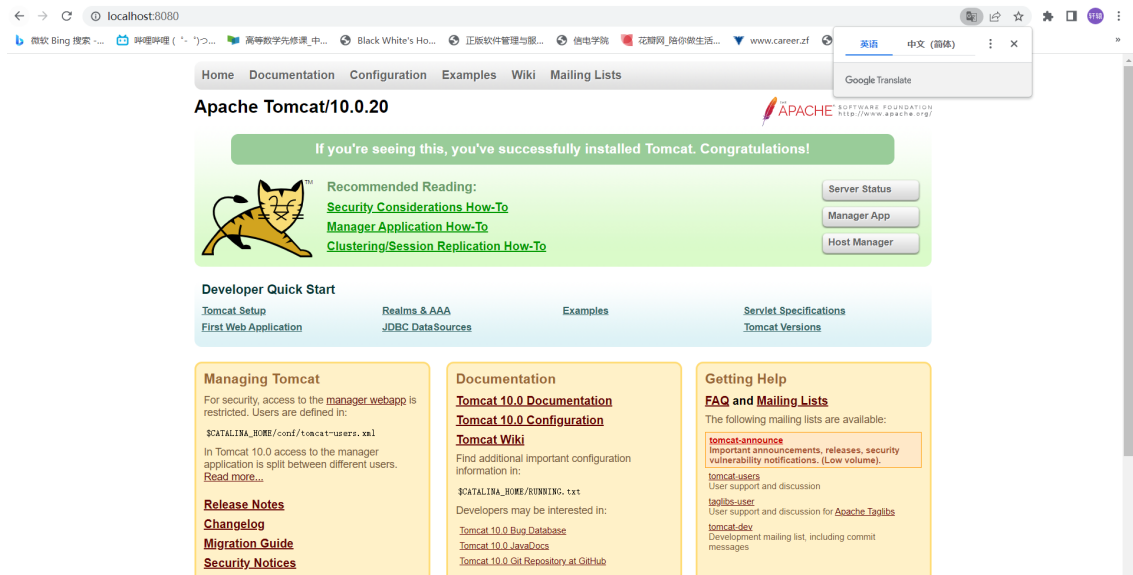 localhost:8080
微软 Bing 搜索 -...
哔哩哔哩 ( ゜- ゜)つ...
高等数学先修课_中...
Black White's Ho...
正版软件管理与服...
信电学院
花瓣网_陪你做生活...
www.career.zf
»
英语 中文 (简体)
Google Translate
Home Documentation Configuration Examples Wiki Mailing Lists
Apache Tomcat/10.0.20
THE APACHE SOFTWARE FOUNDATION
http://www.apache.org/
If you're seeing this, you've successfully installed Tomcat. Congratulations!
TM
Recommended Reading:
Security Considerations How-To
Manager Application How-To
Clustering/Session Replication How-To
Server Status
Manager App
Host Manager
Developer Quick Start
Tomcat Setup
First Web Application
Realms & AAA
JDBC DataSources
Examples
Servlet Specifications
Tomcat Versions
Managing Tomcat
For security, access to the manager webapp is
restricted. Users are defined in:
$CATALINA_HOME/conf/tomcat-users.xml
In Tomcat 10.0 access to the manager
application is split between different users.
Read more...
Release Notes
Changelog
Migration Guide
Security Notices
Documentation
Tomcat 10.0 Documentation
Tomcat 10.0 Configuration
Tomcat Wiki
Find additional important configuration
information in:
$CATALINA_HOME/RUNNING.txt
Developers may be interested in:
Tomcat 10.0 Bug Database
Tomcat 10.0 JavaDocs
Tomcat 10.0 Git Repository at GitHub
Getting Help
FAQ and Mailing Lists
The following mailing lists are available:
tomcat-announce
Important announcements, releases, security
vulnerability notifications. (Low volume).
tomcat-users
User support and discussion
taglibs-user
User support and discussion for Apache Taglibs
tomcat-dev
Development mailing list, including commit
messages